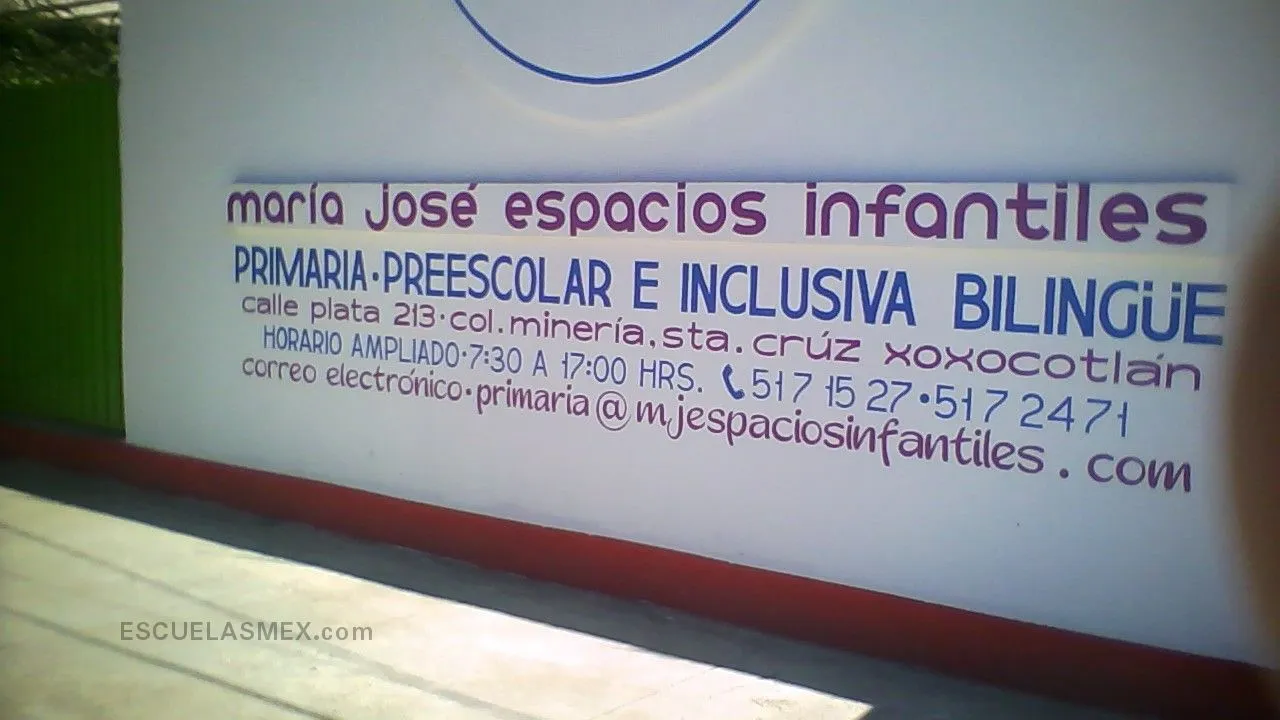 maría José espacios infantiles
PRIMARIA·PREESCOLAR E INCLUSIVA BILINGÜE
calle plata 213·col.minería,sta.crúz xoxocotlán
HORARIO AMPLIADO·7:30 A 17:00 HRS. 517 15 27·517 2471
correo electrónico·primaria@mjespaciosinfantiles.com
ESCUELASMEX.com